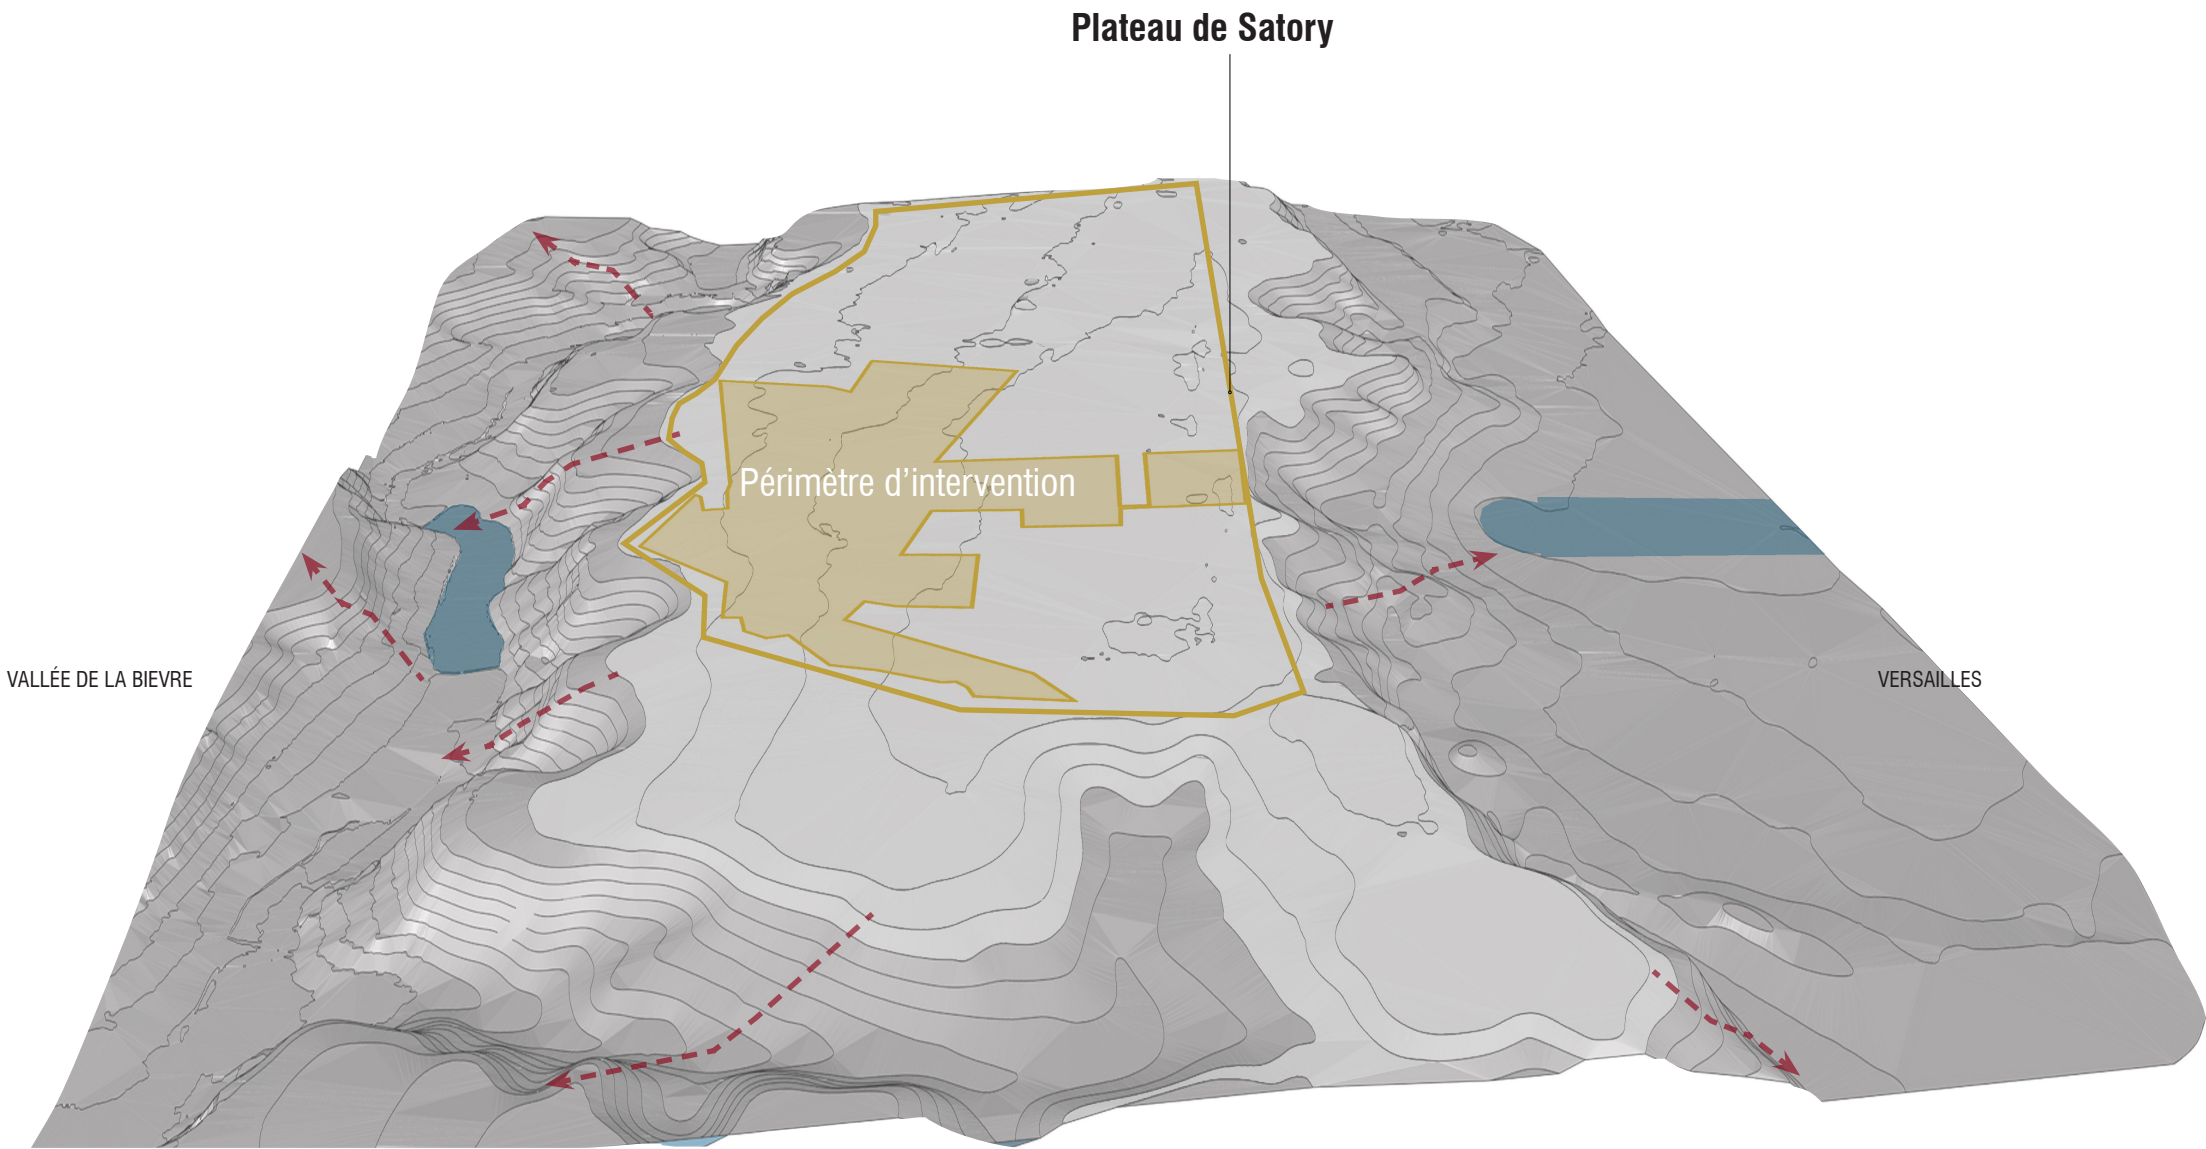 Plateau de Satory
Périmètre d'intervention
VALLÉE DE LA BIEVRE
VERSAILLES